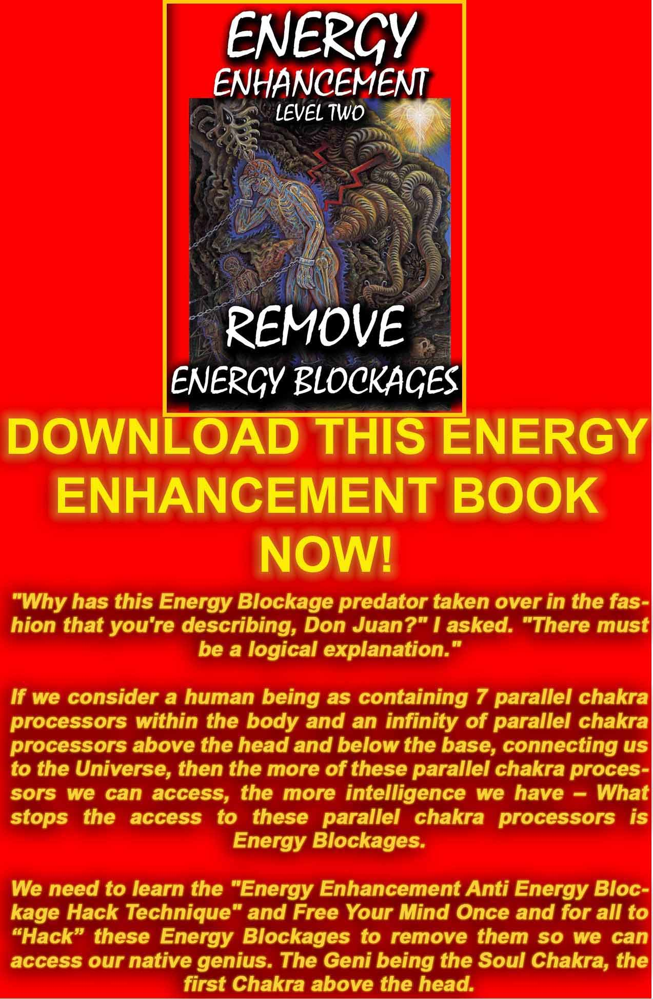 ENERGY
ENHANCEMENT
LEVEL TWO
REMOVE
ENERGY BLOCKAGES
DOWNLOAD THIS ENERGY
ENHANCEMENT BOOK
NOW!
"Why has this Energy Blockage predator taken over in the fas-
hion that you're describing, Don Juan?" I asked. "There must
be a logical explanation."
If we consider a human being as containing 7 parallel chakra
processors within the body and an infinity of parallel chakra
processors above the head and below the base, connecting us
to the Universe, then the more of these parallel chakra proces-
sors we can access, the more intelligence we have – What
stops the access to these parallel chakra processors is
Energy Blockages.
We need to learn the "Energy Enhancement Anti Energy Bloc-
kage Hack Technique" and Free Your Mind Once and for all to
“Hack” these Energy Blockages to remove them so we can
access our native genius. The Geni being the Soul Chakra, the
first Chakra above the head.